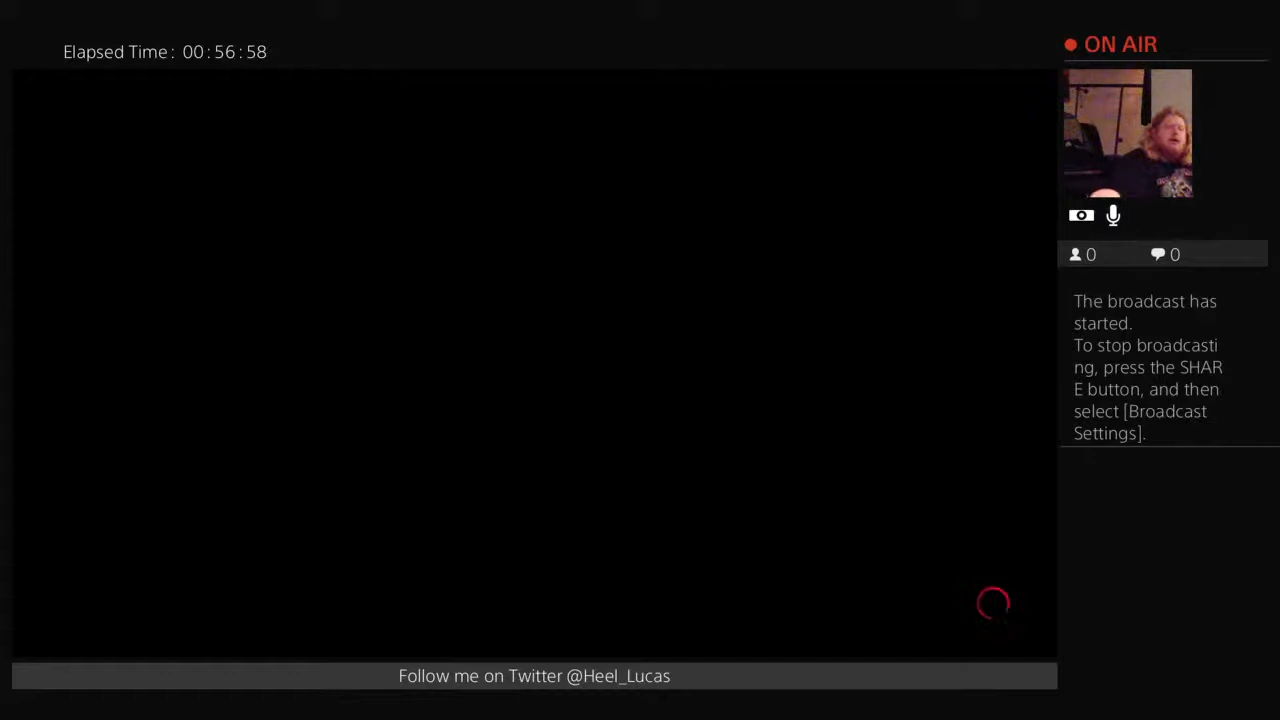 Elapsed Time: 00:56:58
ON AIR
0 0
The broadcast has
started.
To stop broadcasti
ng, press the SHAR
E button, and then
select [Broadcast
Settings].
Follow me on Twitter @Heel_Lucas